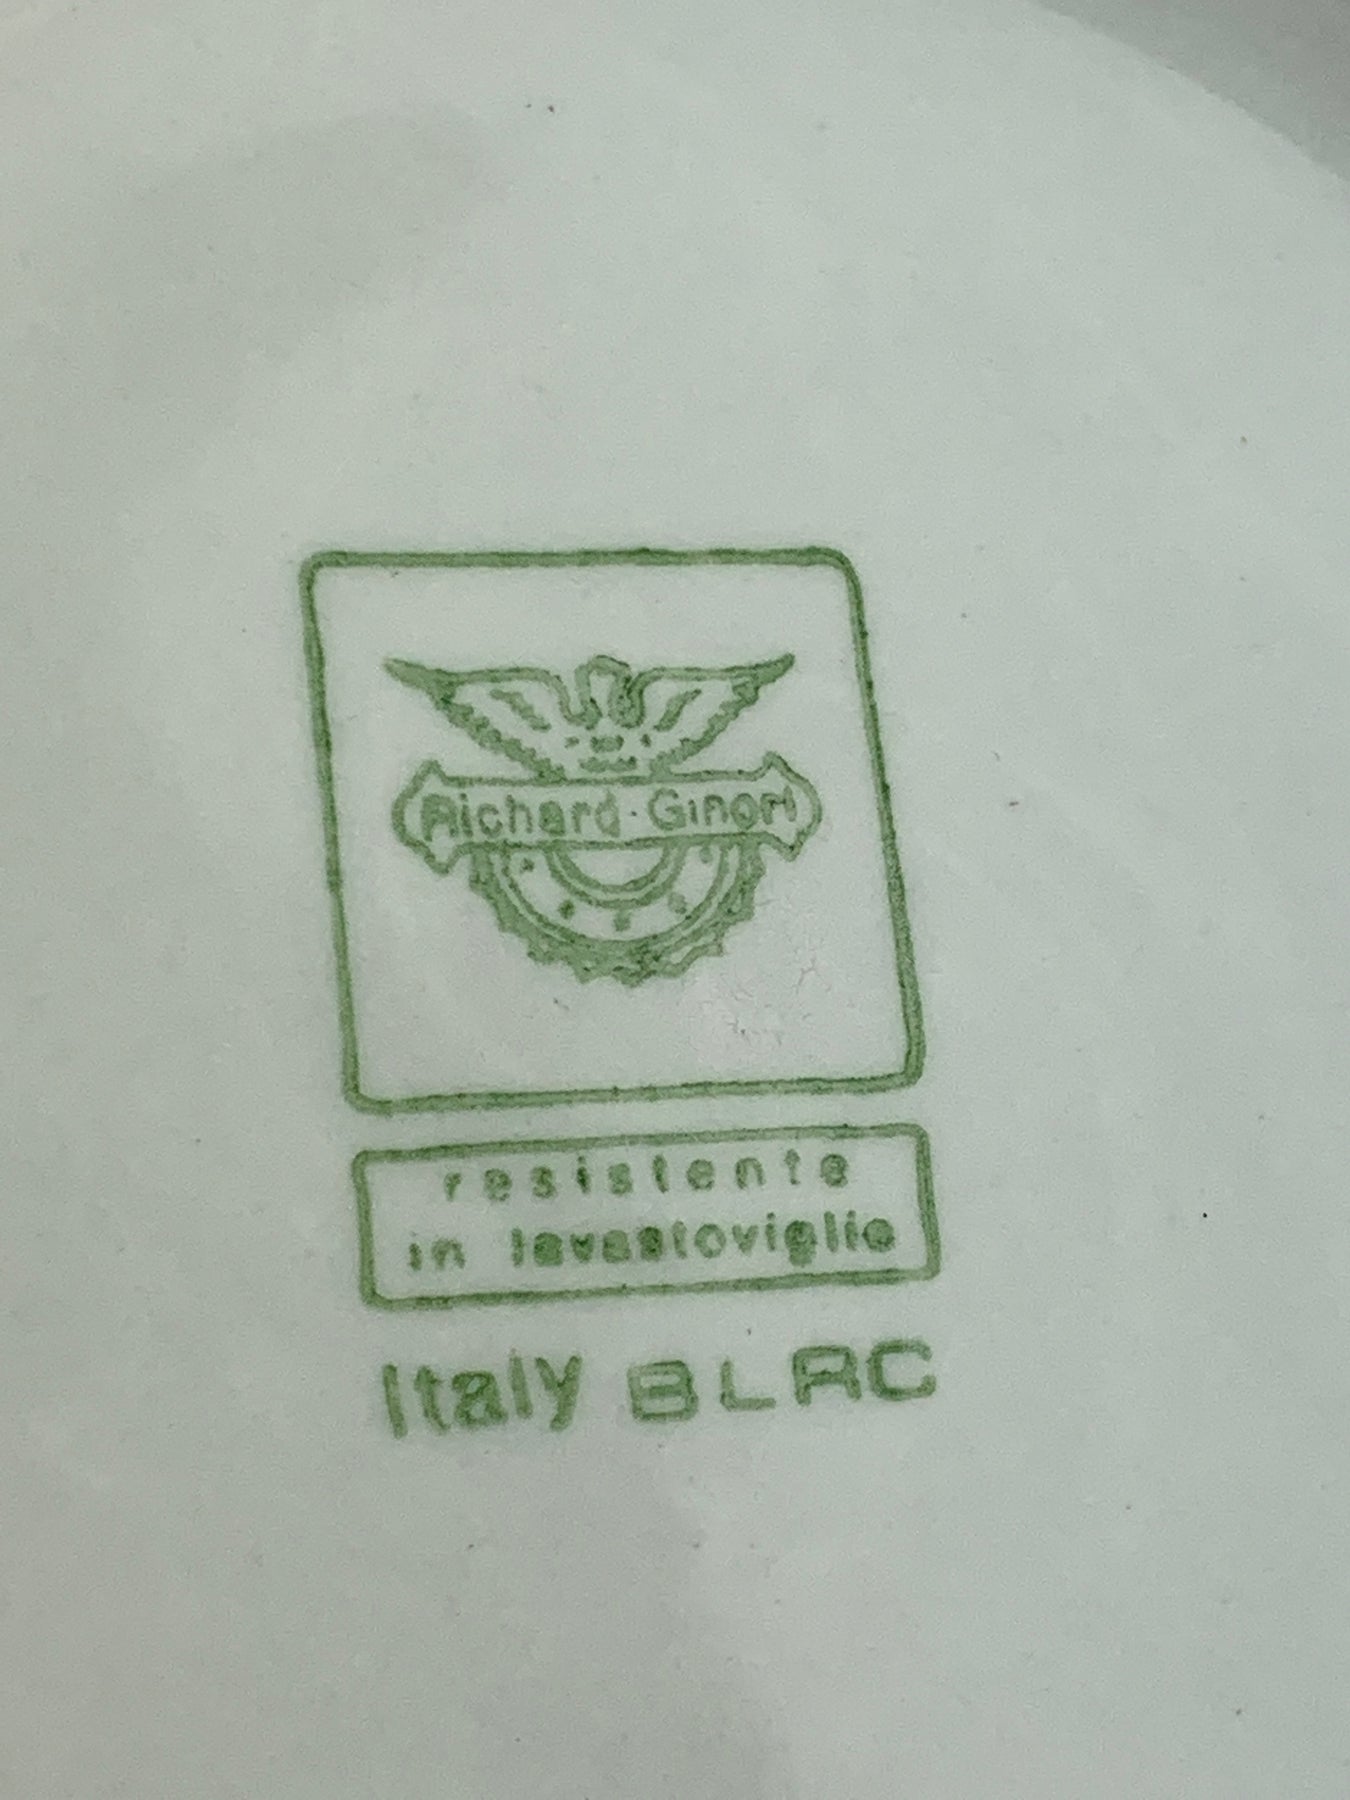 Richard-Ginori
resistente
in lavastoviglie
Italy BLRC